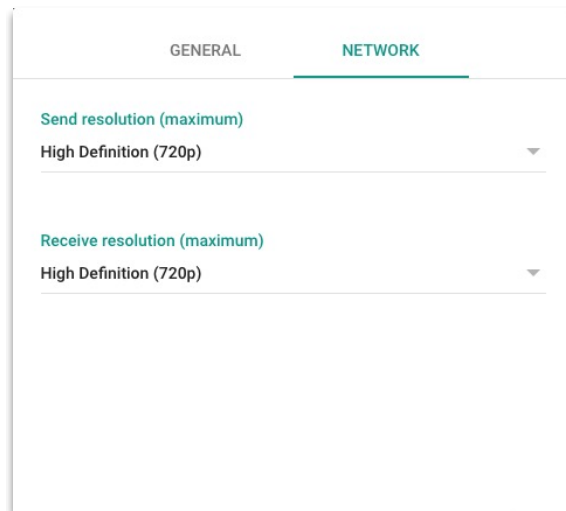 GENERAL NETWORK
Send resolution (maximum)
High Definition (720p)
Receive resolution (maximum)
High Definition (720p)